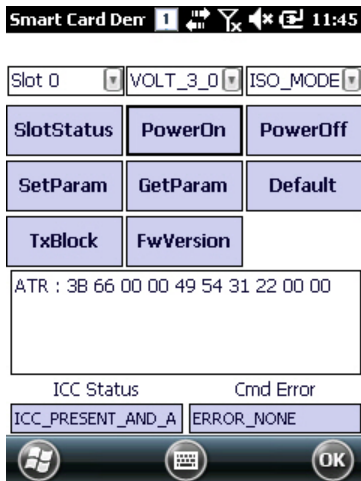 Smart Card Der 1 11:45
Slot 0 VOLT_3_0 ISO_MODE
SlotStatus PowerOn PowerOff
SetParam GetParam Default
TxBlock FwVersion
ATR : 3B 66 00 00 49 54 31 22 00 00
ICC Status Cmd Error
ICC_PRESENT_AND_A ERROR_NONE
OK